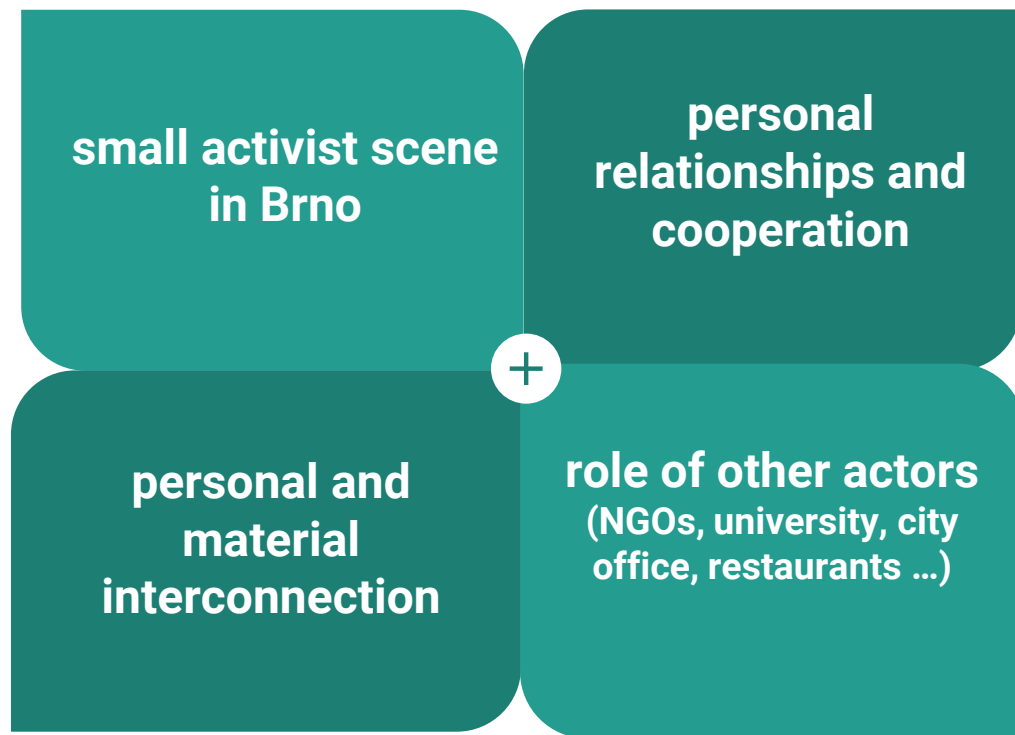 small activist scene
in Brno
personal
relationships and
cooperation
+
personal and
material
interconnection
role of other actors
(NGOs, university, city
office, restaurants ...)